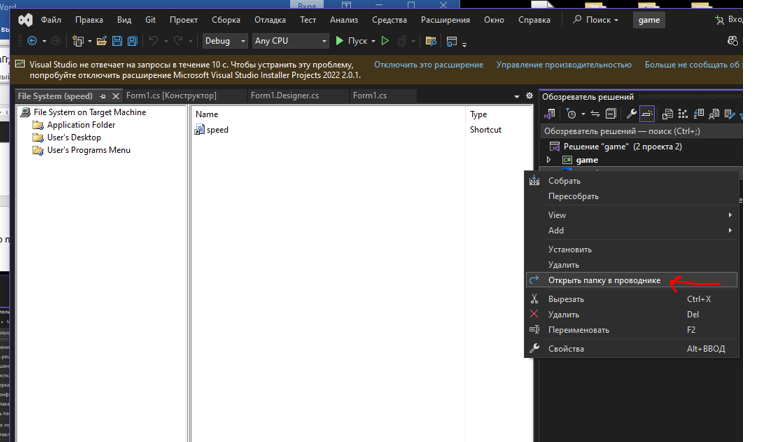 Word
Вход
Файл Правка Вид Git Проект Сборка Отладка Тест Анализ Средства Расширения Окно Справка Поиск game Вхо
Debug Any CPU Пуск
Visual Studio не отвечает на запросы в течение 10 с. Чтобы устранить эту проблему,
попробуйте отключить расширение Microsoft Visual Studio Installer Projects 2022 2.0.1.
Отключить это расширение Управление производительностью Больше не сообщать об э
File System (speed) Form1.cs [Конструктор] Form1.Designer.cs Form1.cs
File System on Target Machine
Application Folder
User's Desktop
User's Programs Menu
Name Type
speed Shortcut
Обозреватель решений
Обозреватель решений — поиск (Ctrl+;)
Решение "game" (2 проекта 2)
game
Собрать
Пересобрать
View
Add
Установить
Удалить
Открыть папку в проводнике
Вырезать Ctrl+X
Удалить Del
Переименовать F2
Свойства Alt+ВВОД